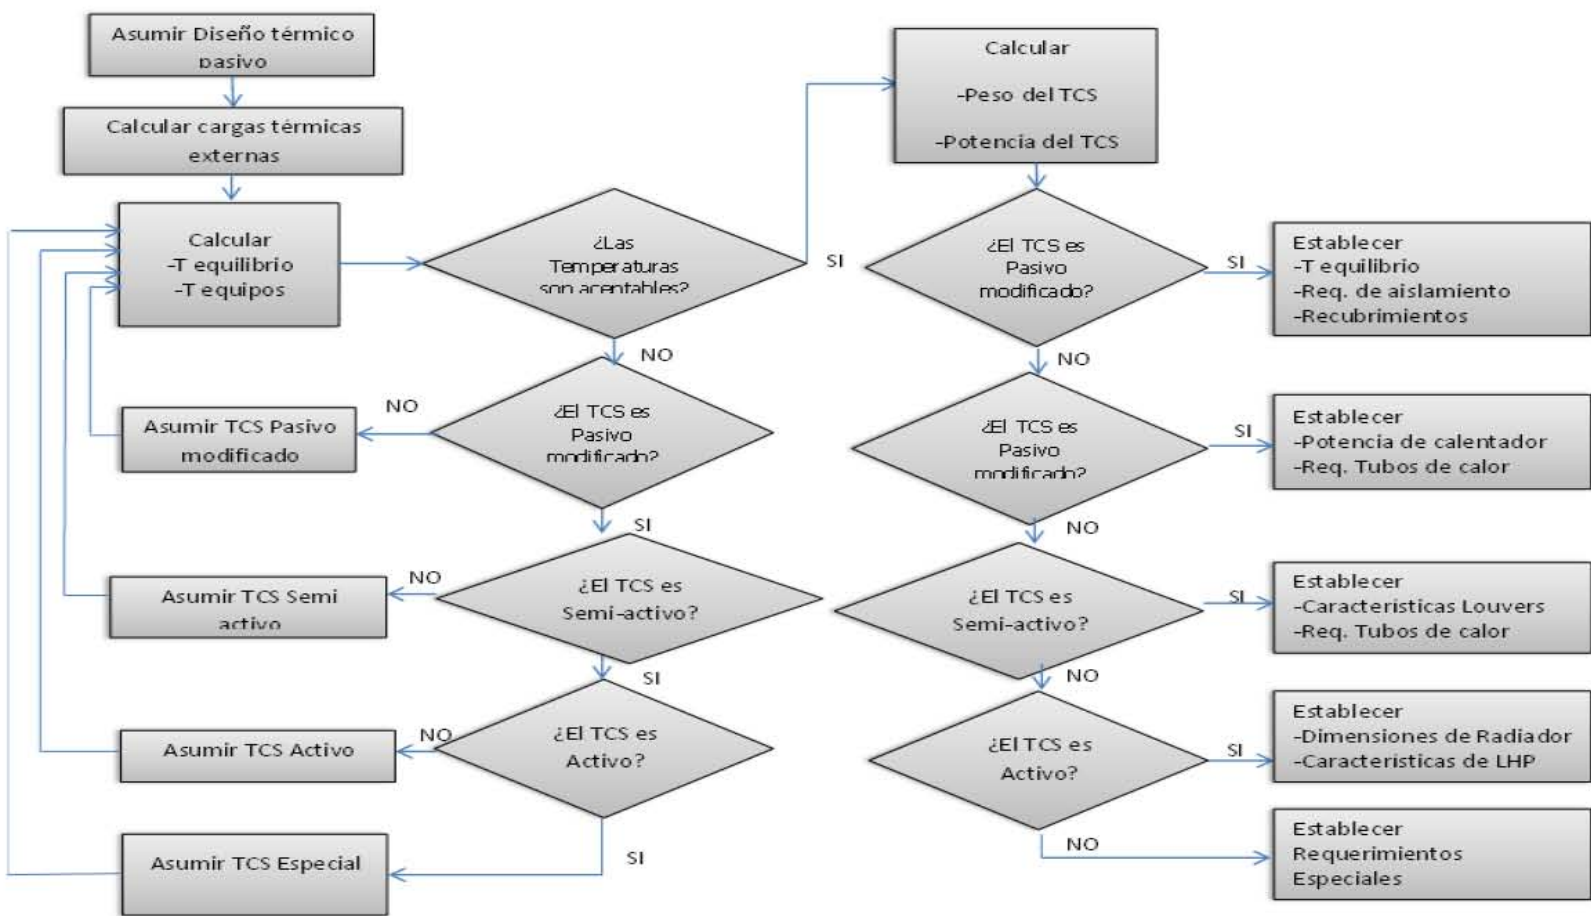 Asumir Diseño térmico
pasivo
Calcular cargas térmicas
externas
Calcular
-T equilibrio
-T equipos
¿Las
Temperaturas
son aceptables?
SI
NO
¿El TCS es
Pasivo
modificado?
NO
Asumir TCS Pasivo
modificado
SI
¿El TCS es
Semi-activo?
NO
Asumir TCS Semi
activo
SI
¿El TCS es
Activo?
NO
Asumir TCS Activo
SI
Asumir TCS Especial
Calcular
-Peso del TCS
-Potencia del TCS
¿El TCS es
Pasivo
modificado?
SI
Establecer
-T equilibrio
-Req. de aislamiento
-Recubrimientos
NO
¿El TCS es
Pasivo
modificado?
SI
Establecer
-Potencia de calentador
-Req. Tubos de calor
NO
¿El TCS es
Semi-activo?
SI
Establecer
-Características Louvers
-Req. Tubos de calor
NO
¿El TCS es
Activo?
SI
Establecer
-Dimensiones de Radiador
-Características de LHP
NO
Establecer
Requerimientos
Especiales